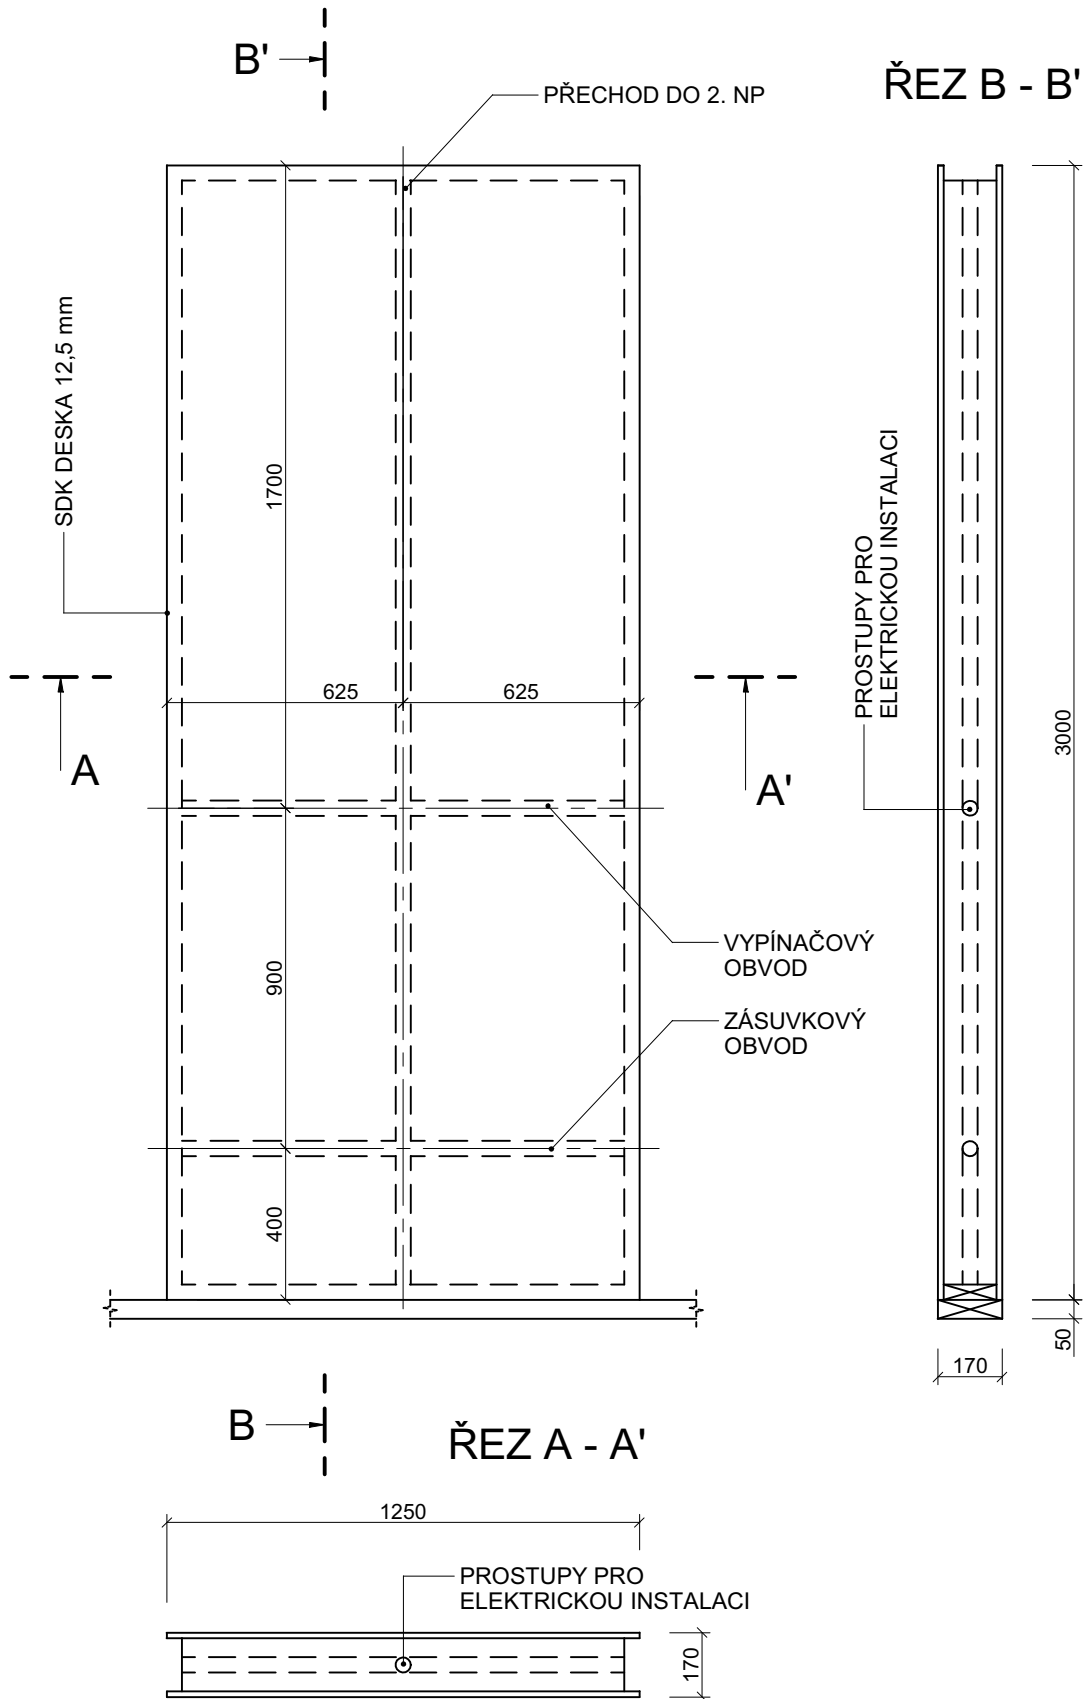 B'
PŘECHOD DO 2. NP
ŘEZ B - B'
SDK DESKA 12,5 mm
1700
PROSTUPY PRO
ELEKTRICKOU INSTALACI
625
625
3000
A
A'
VYPÍNAČOVÝ
OBVOD
900
ZÁSUVKOVÝ
OBVOD
400
50
170
B
ŘEZ A - A'
1250
PROSTUPY PRO
ELEKTRICKOU INSTALACI
170